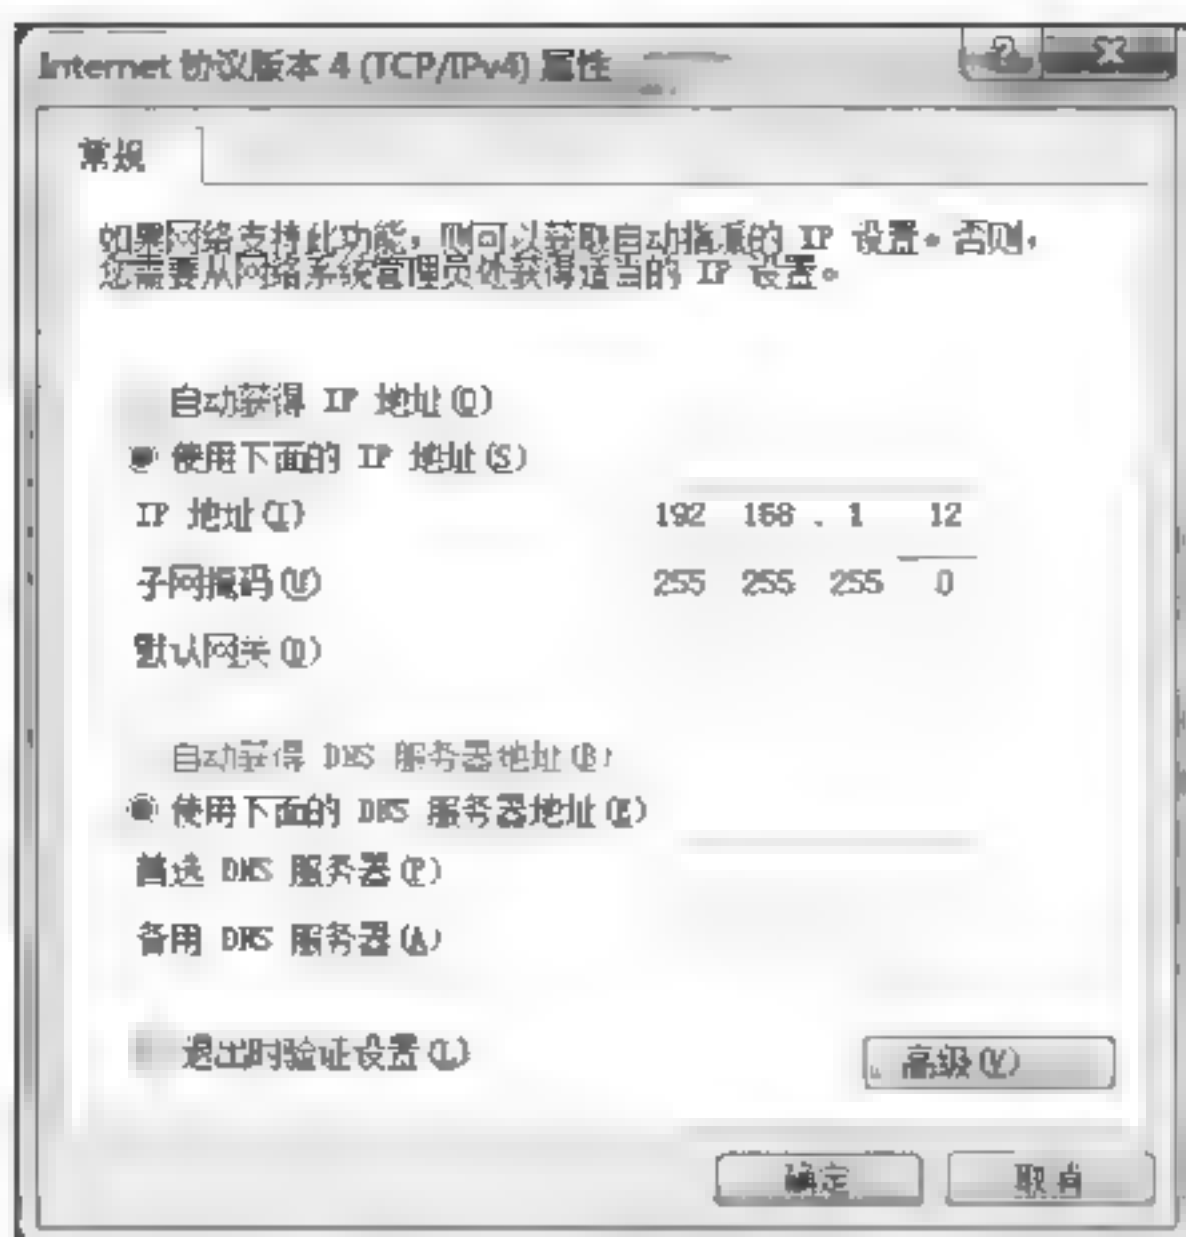 Internet 协议版本 4 (TCP/IPv4) 属性
常规
如果网络支持此功能，则可以获取自动指派的 IP 设置。否则，
您需要从网络系统管理员处获得适当的 IP 设置。
自动获得 IP 地址(O)
使用下面的 IP 地址(S)
IP 地址(I) 192 168 . 1 12
子网掩码(U) 255 255 255 0
默认网关(D)
自动获得 DNS 服务器地址(B)
使用下面的 DNS 服务器地址(E)
首选 DNS 服务器(P)
备用 DNS 服务器(A)
退出时验证设置(L)
高级(V)
确定
取消